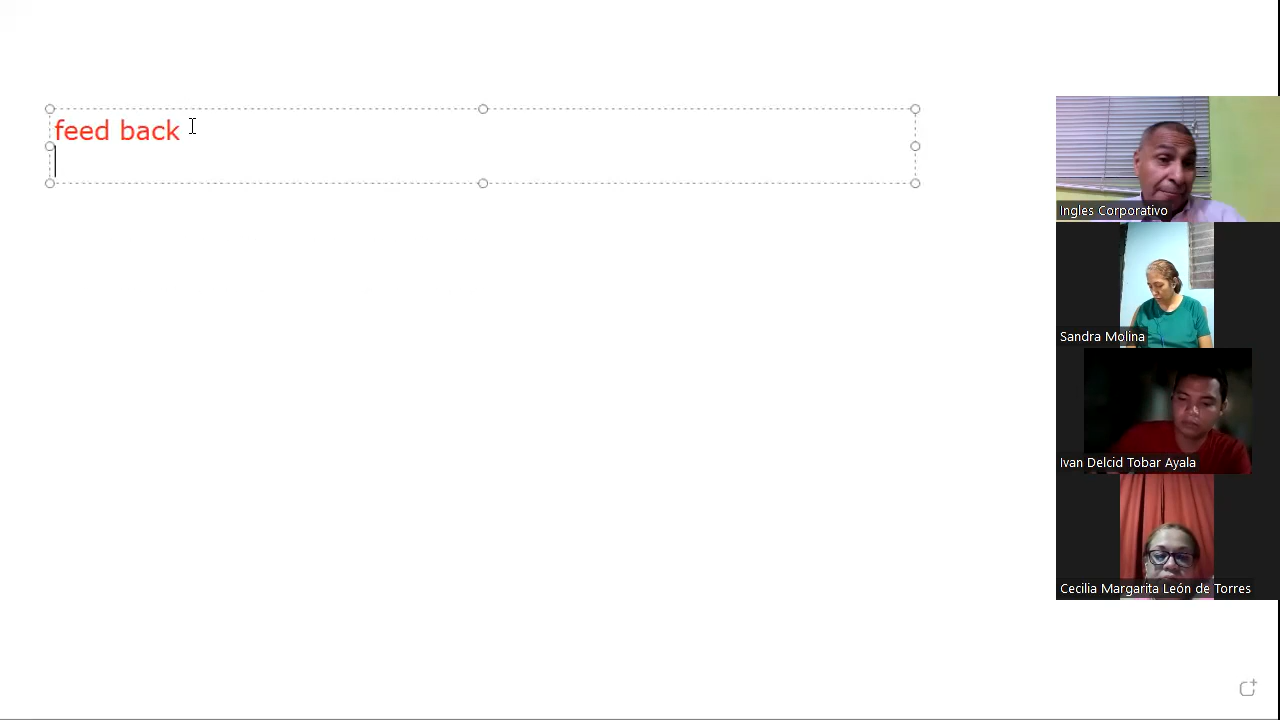 feed back
Ingles Corporativo
Sandra Molina
Ivan Delcid Tobar Ayala
Cecilia Margarita León de Torres